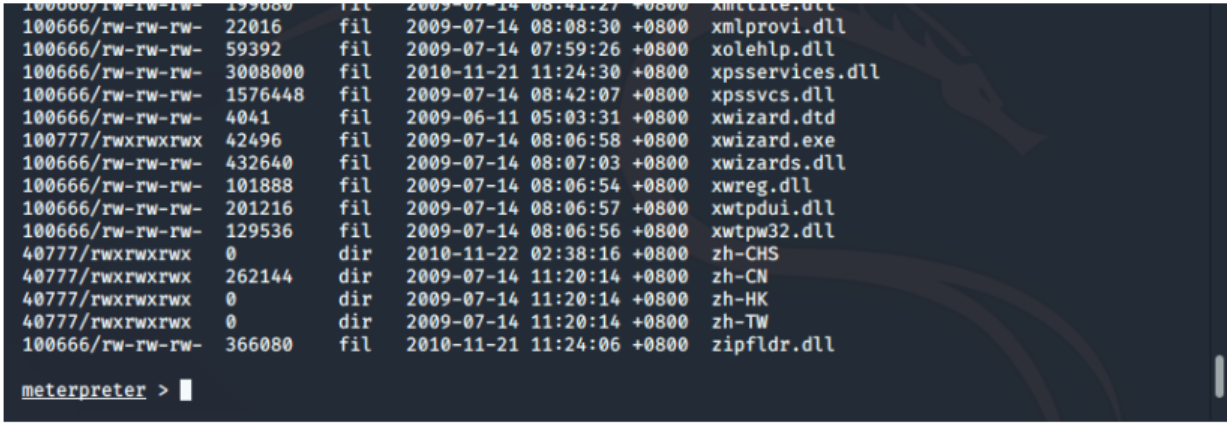 100666/rw-rw-rw- 199680 fil 2009-07-14 08:41:27 +0800 xmllite.dll
100666/rw-rw-rw- 22016 fil 2009-07-14 08:08:30 +0800 xmlprovi.dll
100666/rw-rw-rw- 59392 fil 2009-07-14 07:59:26 +0800 xolehlp.dll
100666/rw-rw-rw- 3008000 fil 2010-11-21 11:24:30 +0800 xpsservices.dll
100666/rw-rw-rw- 1576448 fil 2009-07-14 08:42:07 +0800 xpssvcs.dll
100666/rw-rw-rw- 4041 fil 2009-06-11 05:03:31 +0800 xwizard.dtd
100777/rwxrwxrwx 42496 fil 2009-07-14 08:06:58 +0800 xwizard.exe
100666/rw-rw-rw- 432640 fil 2009-07-14 08:07:03 +0800 xwizards.dll
100666/rw-rw-rw- 101888 fil 2009-07-14 08:06:54 +0800 xwreg.dll
100666/rw-rw-rw- 201216 fil 2009-07-14 08:06:57 +0800 xwtpdui.dll
100666/rw-rw-rw- 129536 fil 2009-07-14 08:06:56 +0800 xwtpw32.dll
40777/rwxrwxrwx 0 dir 2010-11-22 02:38:16 +0800 zh-CHS
40777/rwxrwxrwx 262144 dir 2009-07-14 11:20:14 +0800 zh-CN
40777/rwxrwxrwx 0 dir 2009-07-14 11:20:14 +0800 zh-HK
40777/rwxrwxrwx 0 dir 2009-07-14 11:20:14 +0800 zh-TW
100666/rw-rw-rw- 366080 fil 2010-11-21 11:24:06 +0800 zipfldr.dll
meterpreter >